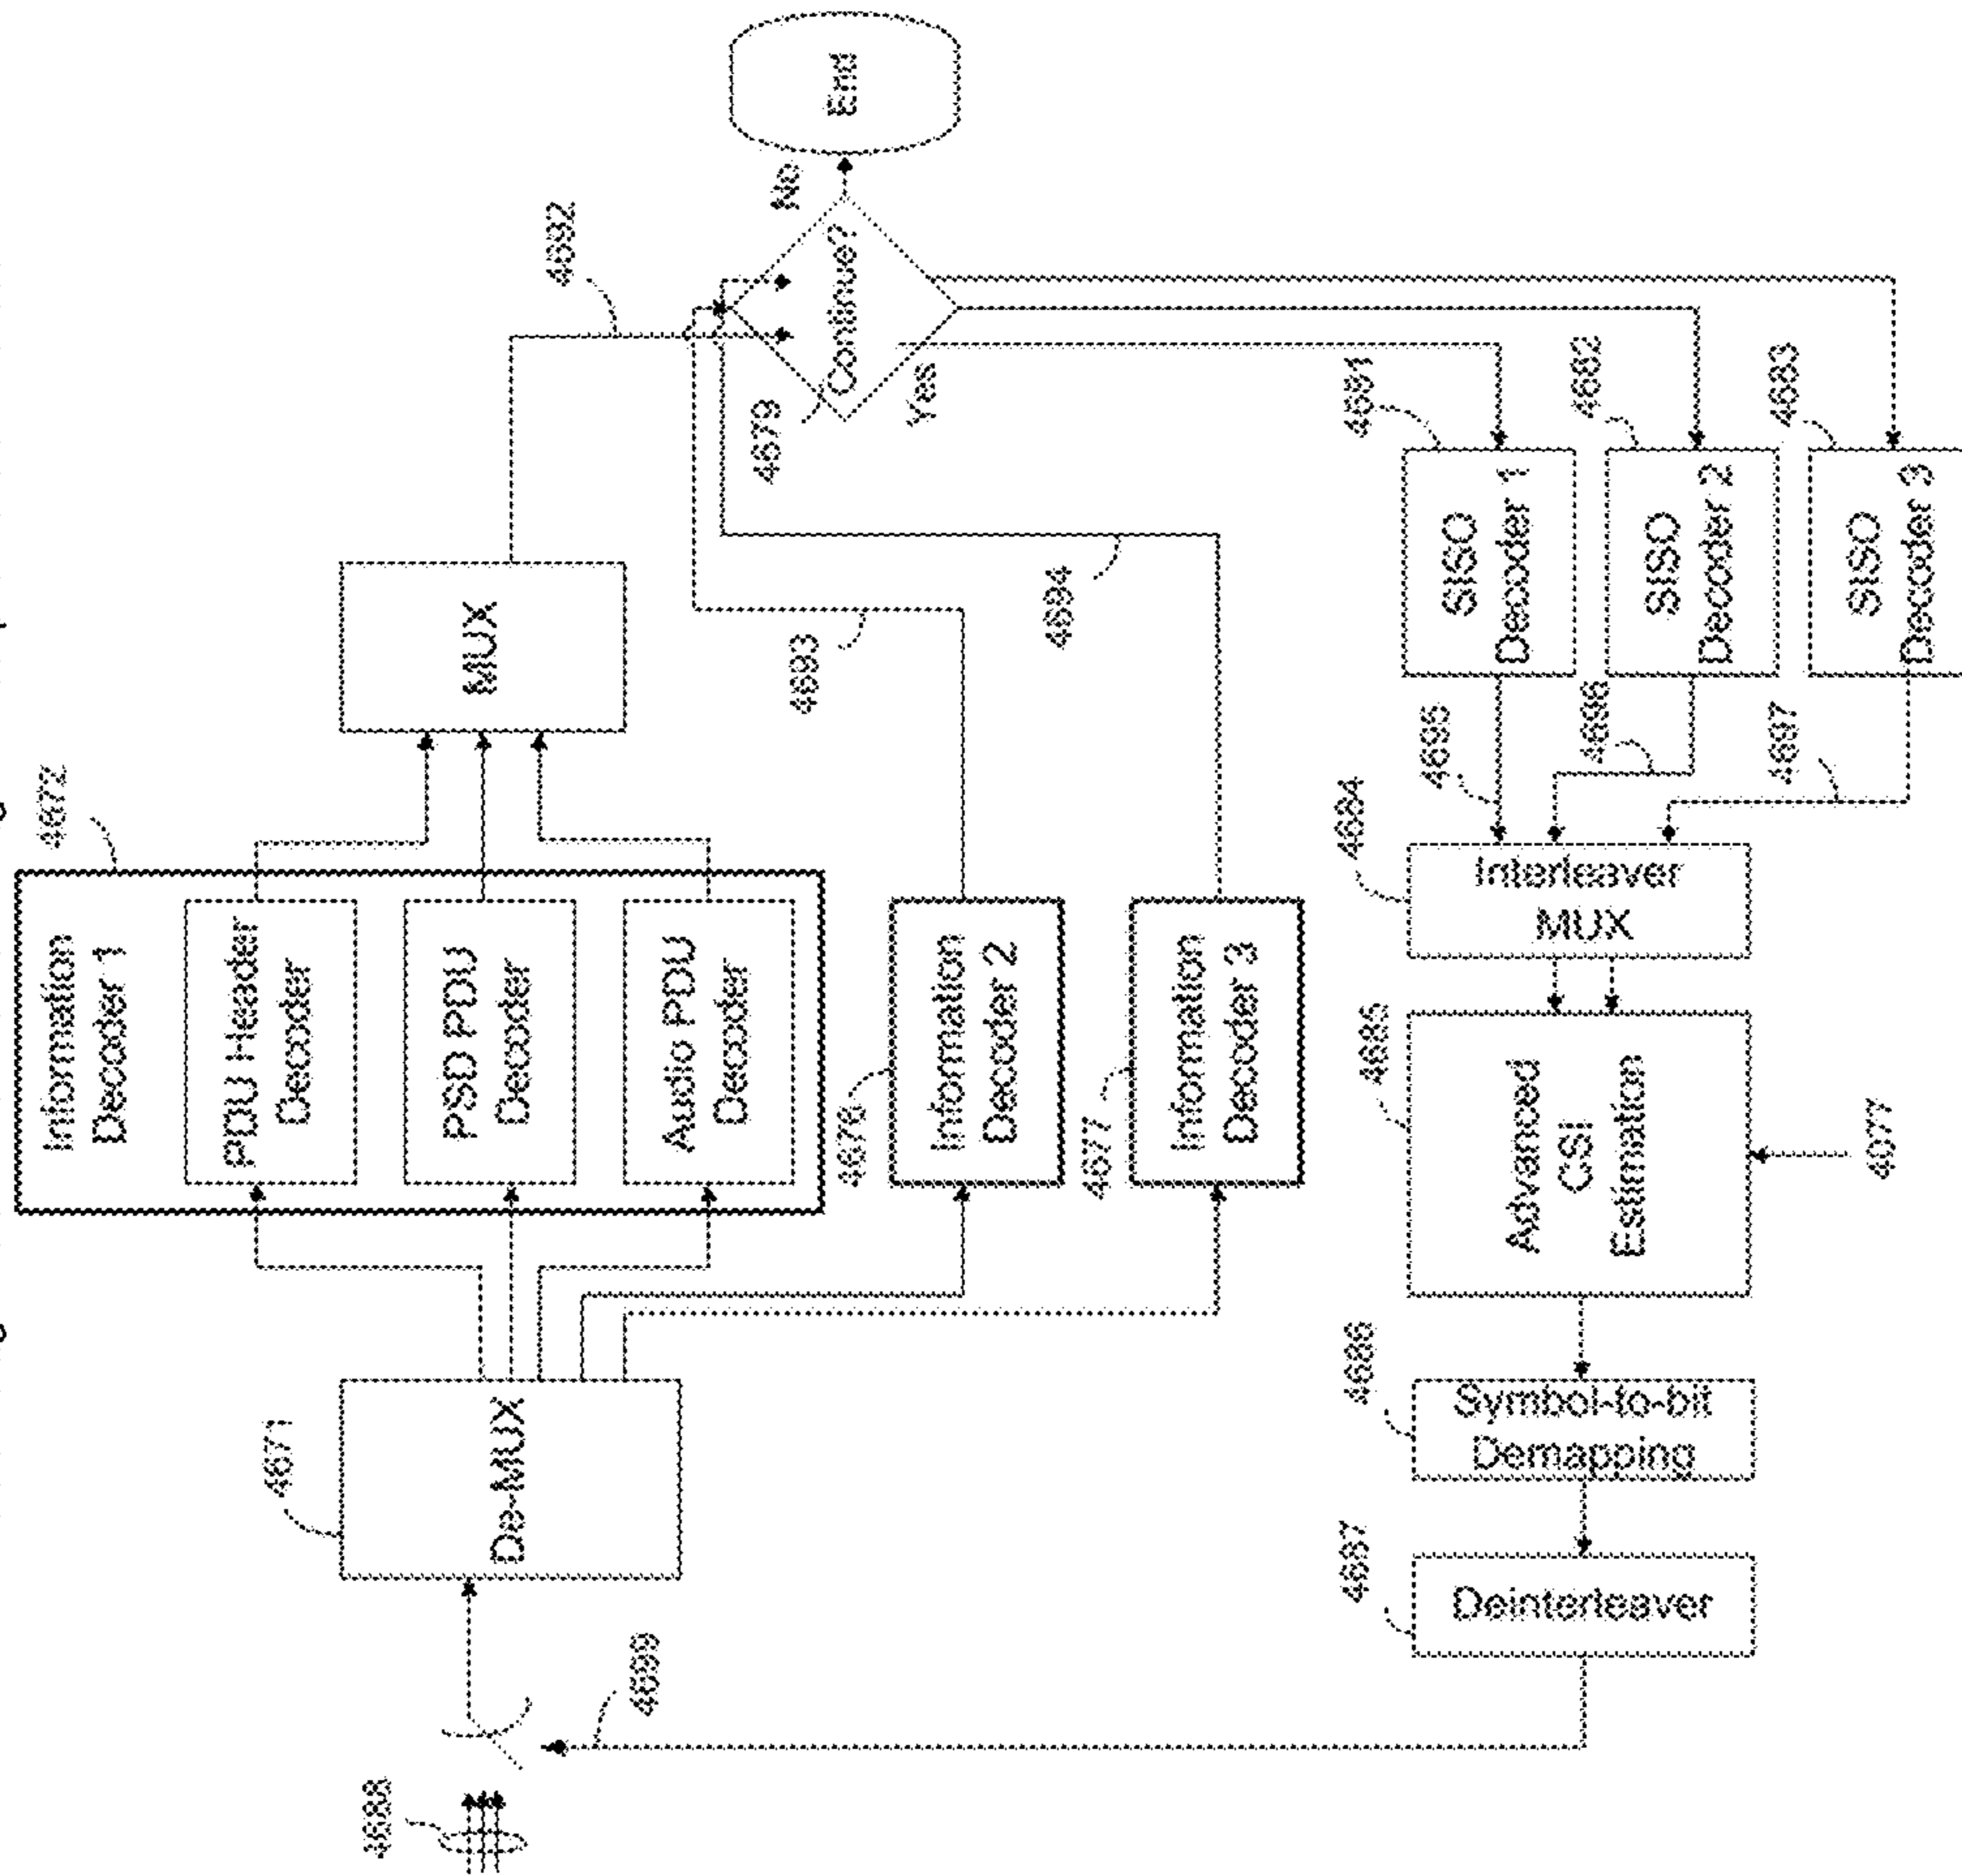 4672
Information
Decoder 1
PDU Header
Decoder
PSD PDU
Decoder
Audio PDU
Decoder
4671
De-MUX
4688
4699
MUX
4692
4676
Information
Decoder 2
4693
4677
Information
Decoder 3
4694
4679
Continue?
No
End
Yes
4687
Deinterleaver
4686
Symbol-to-bit
Demapping
4685
Advanced
CSI
Estimation
4077
4684
Interleaver
MUX
4695
4696
4697
4681
SISO
Decoder 1
4682
SISO
Decoder 2
4683
SISO
Decoder 3